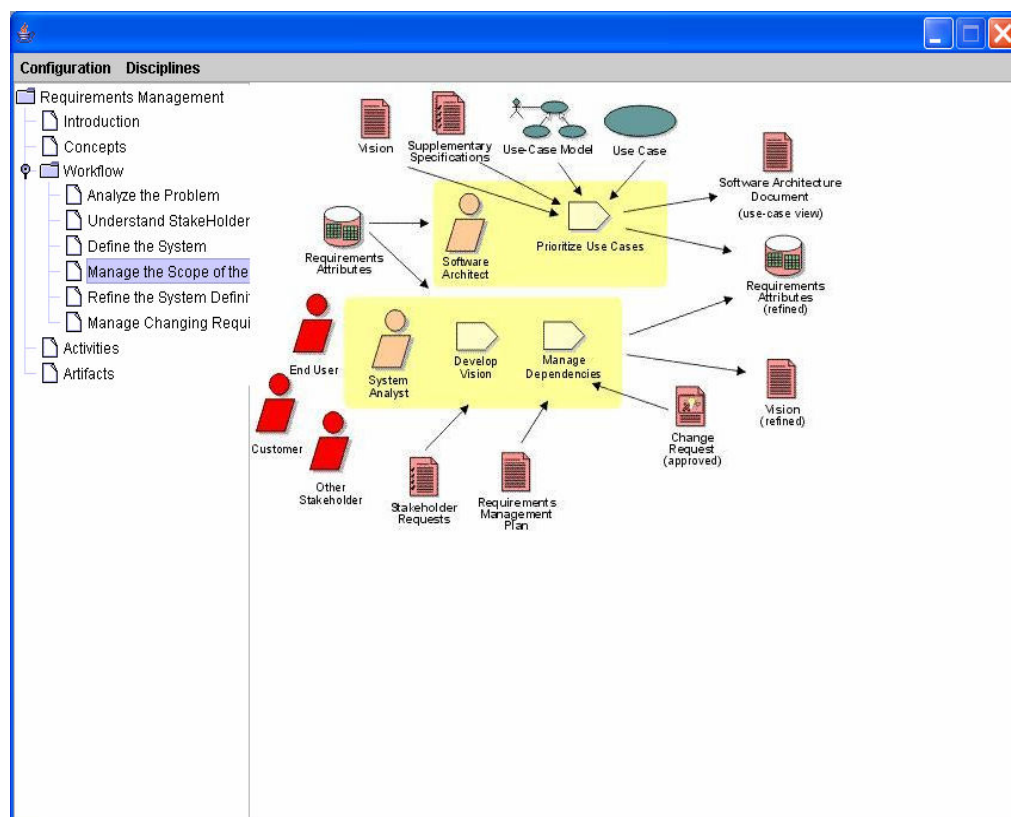 Configuration Disciplines
Requirements Management
Introduction
Concepts
Workflow
Analyze the Problem
Understand StakeHolder
Define the System
Manage the Scope of the
Refine the System Defini
Manage Changing Requi
Activities
Artifacts
Vision
Supplementary
Specifications
Use-Case Model
Use Case
Software Architecture
Document
(use-case view)
Requirements
Attributes
Software
Architect
Prioritize Use Cases
Requirements
Attributes
(refined)
End User
System
Analyst
Develop
Vision
Manage
Dependencies
Vision
(refined)
Customer
Other
Stakeholder
Stakeholder
Requests
Requirements
Management
Plan
Change
Request
(approved)